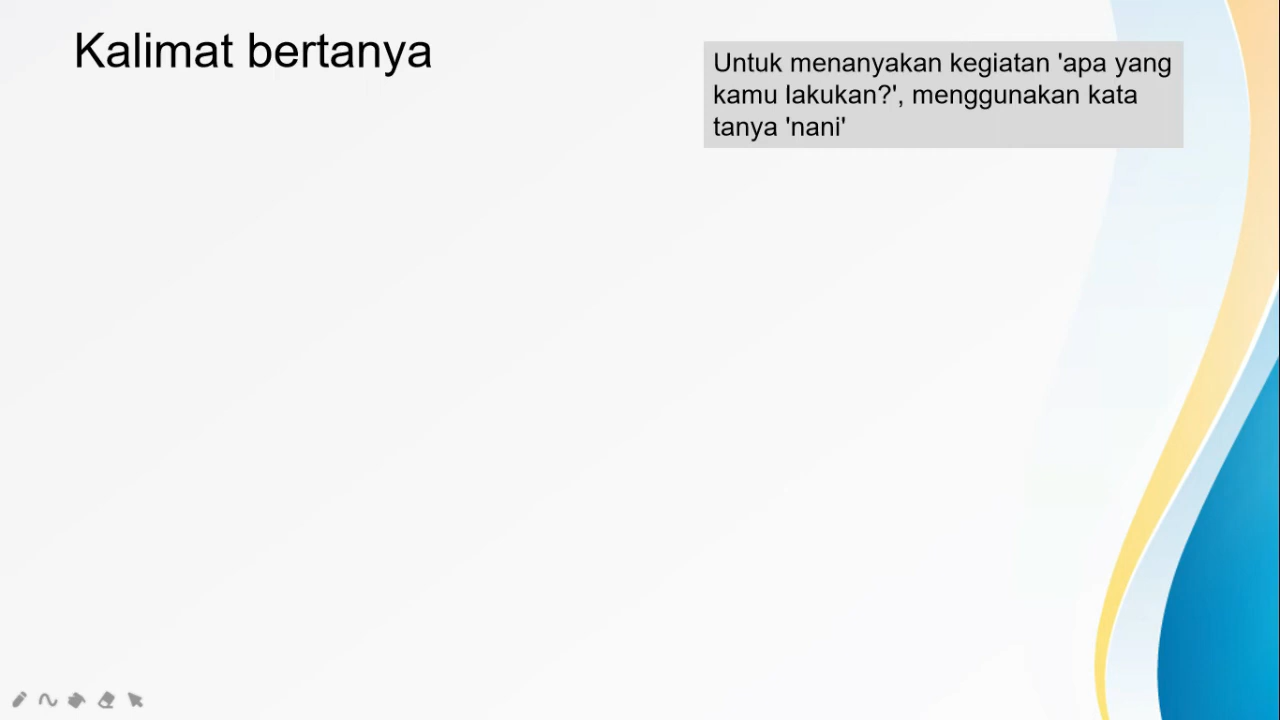 Kalimat bertanya
Untuk menanyakan kegiatan 'apa yang
kamu lakukan?', menggunakan kata
tanya 'nani'